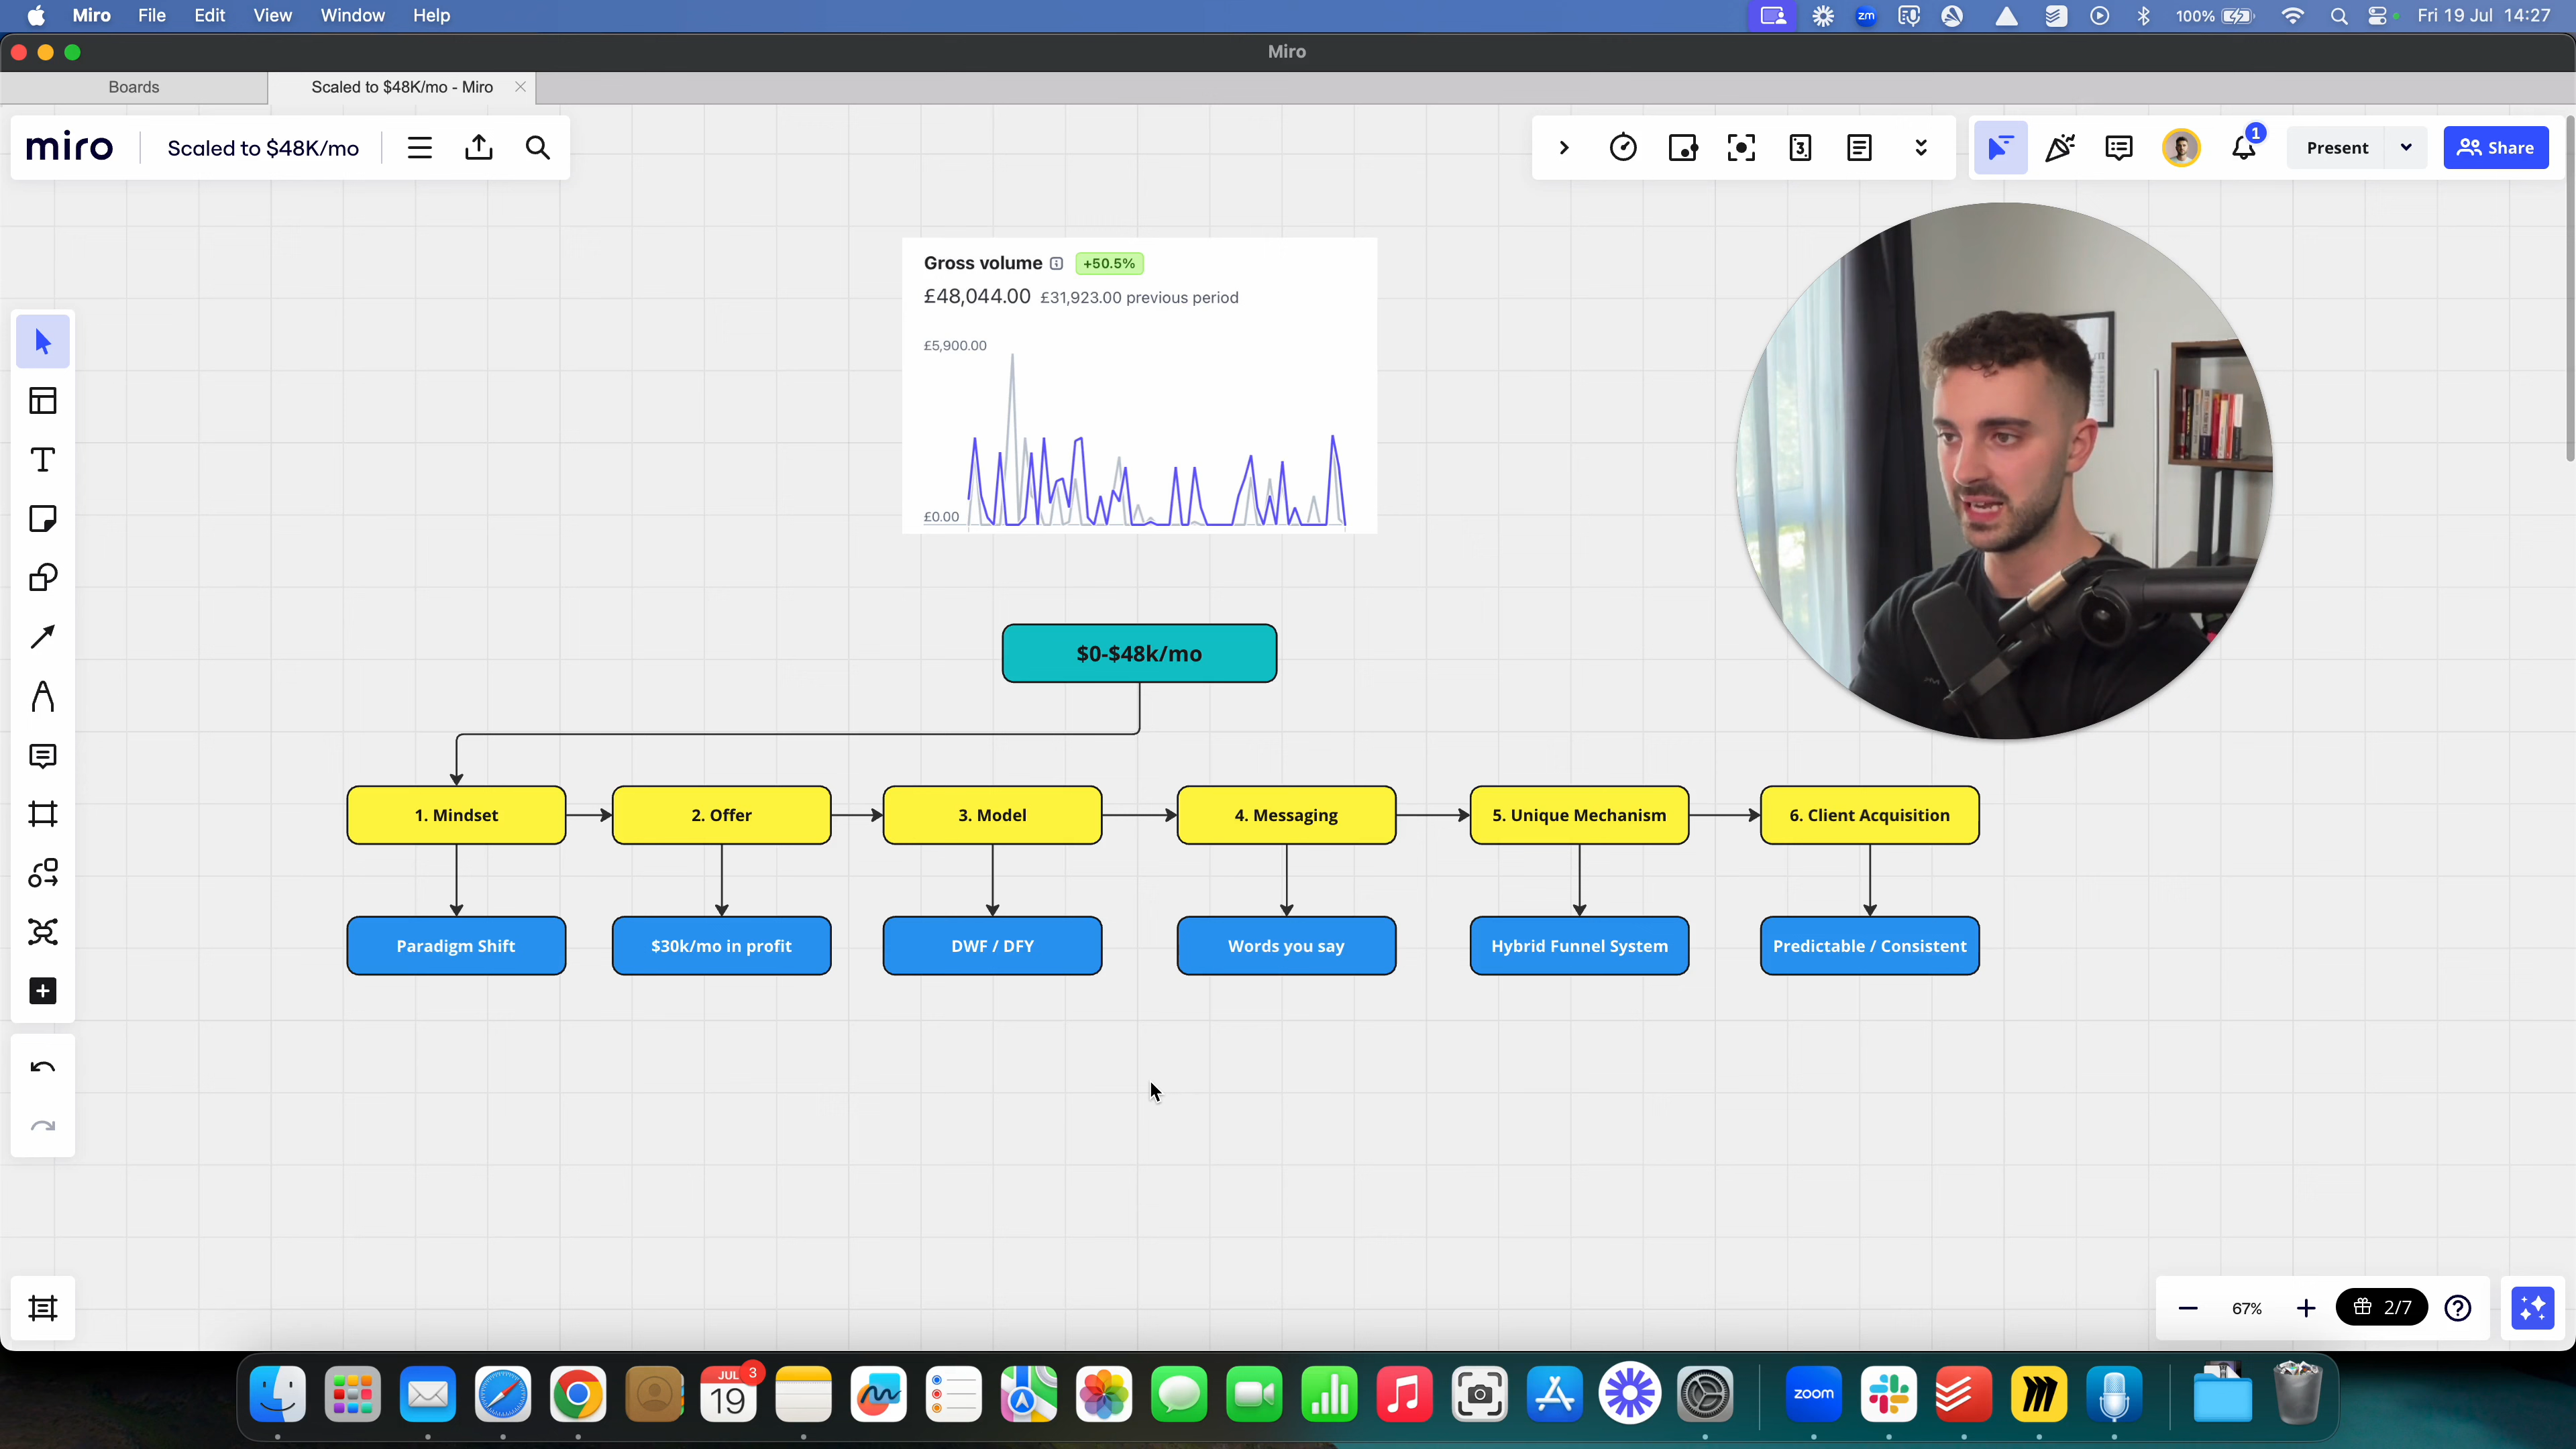 Miro File Edit View Window Help
zm 100% Fri 19 Jul 14:27
Miro
Boards Scaled to $48K/mo - Miro
miro Scaled to $48K/mo
3
1 Present Share
Gross volume +50.5%
£48,044.00 £31,923.00 previous period
£5,900.00
£0.00
$0-$48k/mo
1. Mindset 2. Offer 3. Model 4. Messaging 5. Unique Mechanism 6. Client Acquisition
Paradigm Shift $30k/mo in profit DWF / DFY Words you say Hybrid Funnel System Predictable / Consistent
67% 2/7
JUL 3
19
zoom